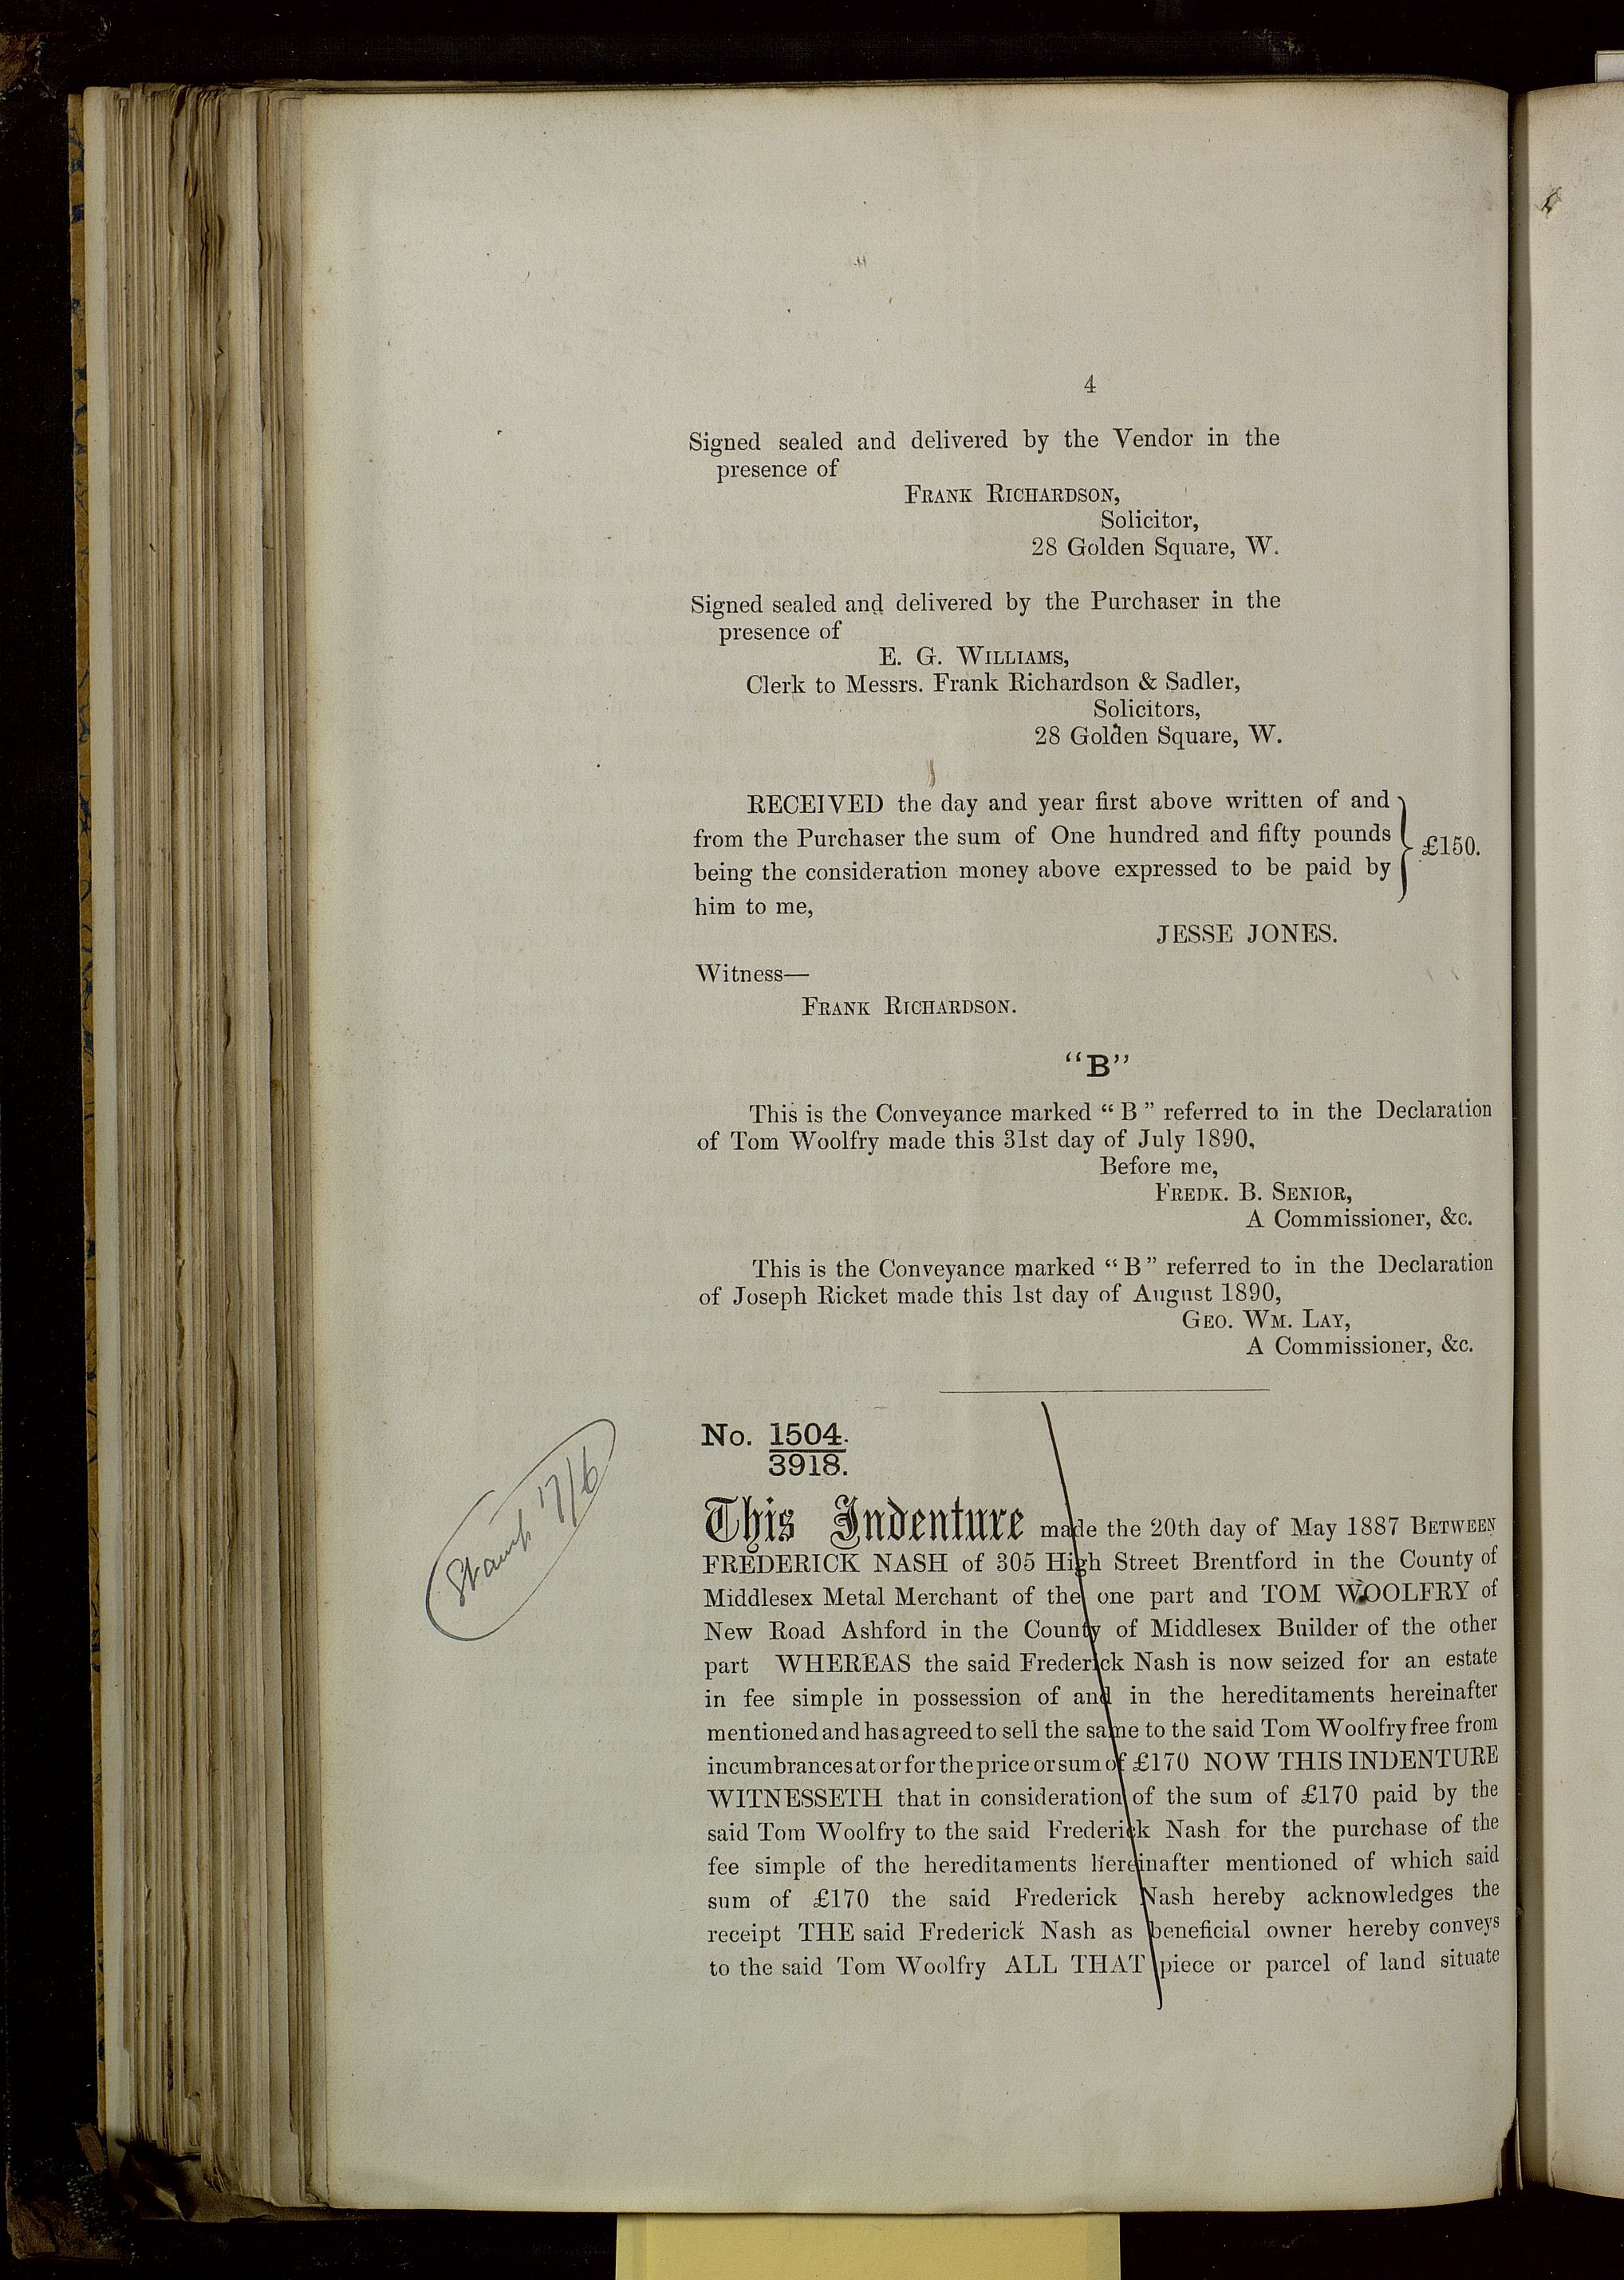 4
Signed sealed and delivered by the Vendor in the
presence of
FRANK RICHARDSON,
Solicitor,
28 Golden Square, W.
Signed sealed and delivered by the Purchaser in the
presence of
E. G. WILLIAMS,
Clerk to Messrs. Frank Richardson & Sadler,
Solicitors,
28 Golden Square, W.
RECEIVED the day and year first above written of and
from the Purchaser the sum of One hundred and fifty pounds
£150.
being the consideration money above expressed to be paid by
him to me,
JESSE JONES.
Witness—
FRANK RICHARDSON.
“B”
This is the Conveyance marked “B” referred to in the Declaration
of Tom Woolfry made this 31st day of July 1890,
Before me,
FREDK. B. SENIOR,
A Commissioner, &c.
This is the Conveyance marked “B” referred to in the Declaration
of Joseph Ricket made this 1st day of August 1890,
GEO. WM. LAY,
A Commissioner, &c.
No. 1504.
3918.
Stamp 17/6
This Indenture made the 20th day of May 1887 BETWEEN
FREDERICK NASH of 305 High Street Brentford in the County of
Middlesex Metal Merchant of the one part and TOM WOOLFRY of
New Road Ashford in the County of Middlesex Builder of the other
part WHEREAS the said Frederick Nash is now seized for an estate
in fee simple in possession of and in the hereditaments hereinafter
mentioned and has agreed to sell the same to the said Tom Woolfry free from
incumbrances at or for the price or sum of £170 NOW THIS INDENTURE
WITNESSETH that in consideration of the sum of £170 paid by the
said Tom Woolfry to the said Frederick Nash for the purchase of the
fee simple of the hereditaments hereinafter mentioned of which said
sum of £170 the said Frederick Nash hereby acknowledges the
receipt THE said Frederick Nash as beneficial owner hereby conveys
to the said Tom Woolfry ALL THAT piece or parcel of land situate